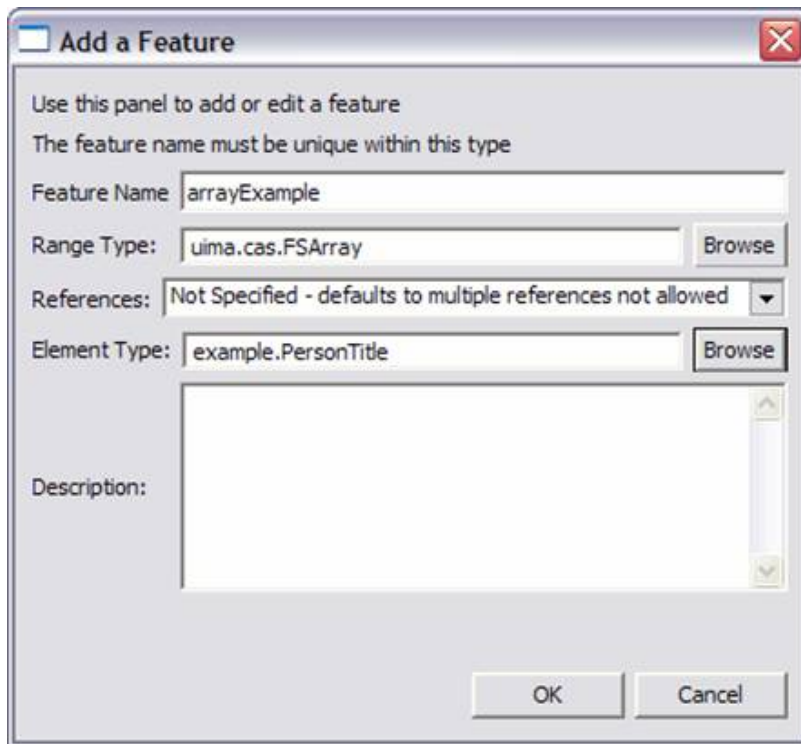 Add a Feature
Use this panel to add or edit a feature
The feature name must be unique within this type
Feature Name arrayExample
Range Type: uima.cas.FSArray Browse
References: Not Specified - defaults to multiple references not allowed
Element Type: example.PersonTitle Browse
Description:
OK Cancel